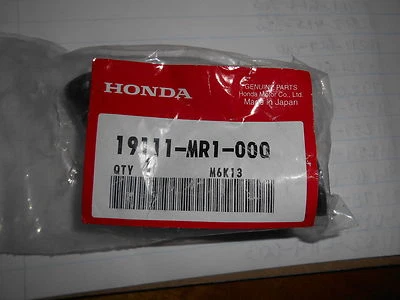 HONDA
GENUINE PARTS
Honda Motor Co., Ltd.
Made in Japan
19111-MR1-000
QTY
M6K13